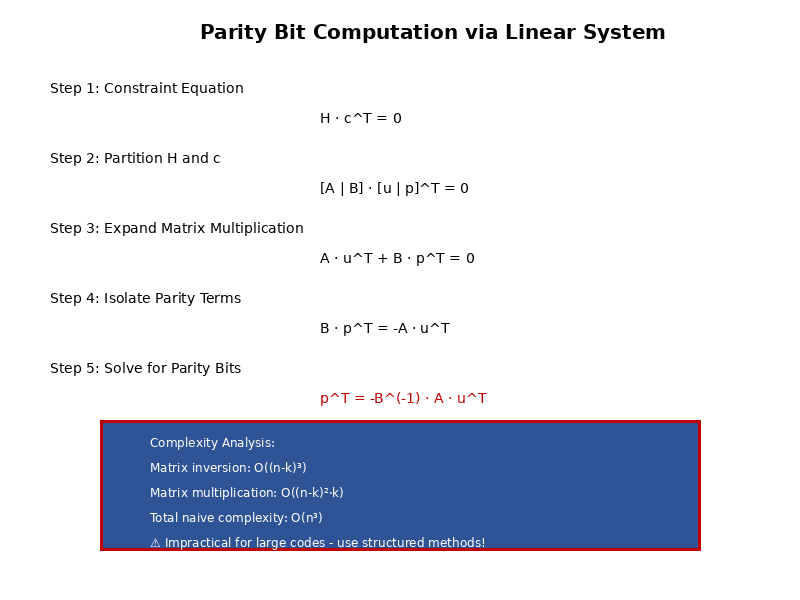 Parity Bit Computation via Linear System
Step 1: Constraint Equation
H · c^T = 0
Step 2: Partition H and c
[A | B] · [u | p]^T = 0
Step 3: Expand Matrix Multiplication
A · u^T + B · p^T = 0
Step 4: Isolate Parity Terms
B · p^T = -A · u^T
Step 5: Solve for Parity Bits
p^T = -B^(-1) · A · u^T
Complexity Analysis:
Matrix inversion: O((n-k)³)
Matrix multiplication: O((n-k)²·k)
Total naive complexity: O(n³)
⚠ Impractical for large codes - use structured methods!